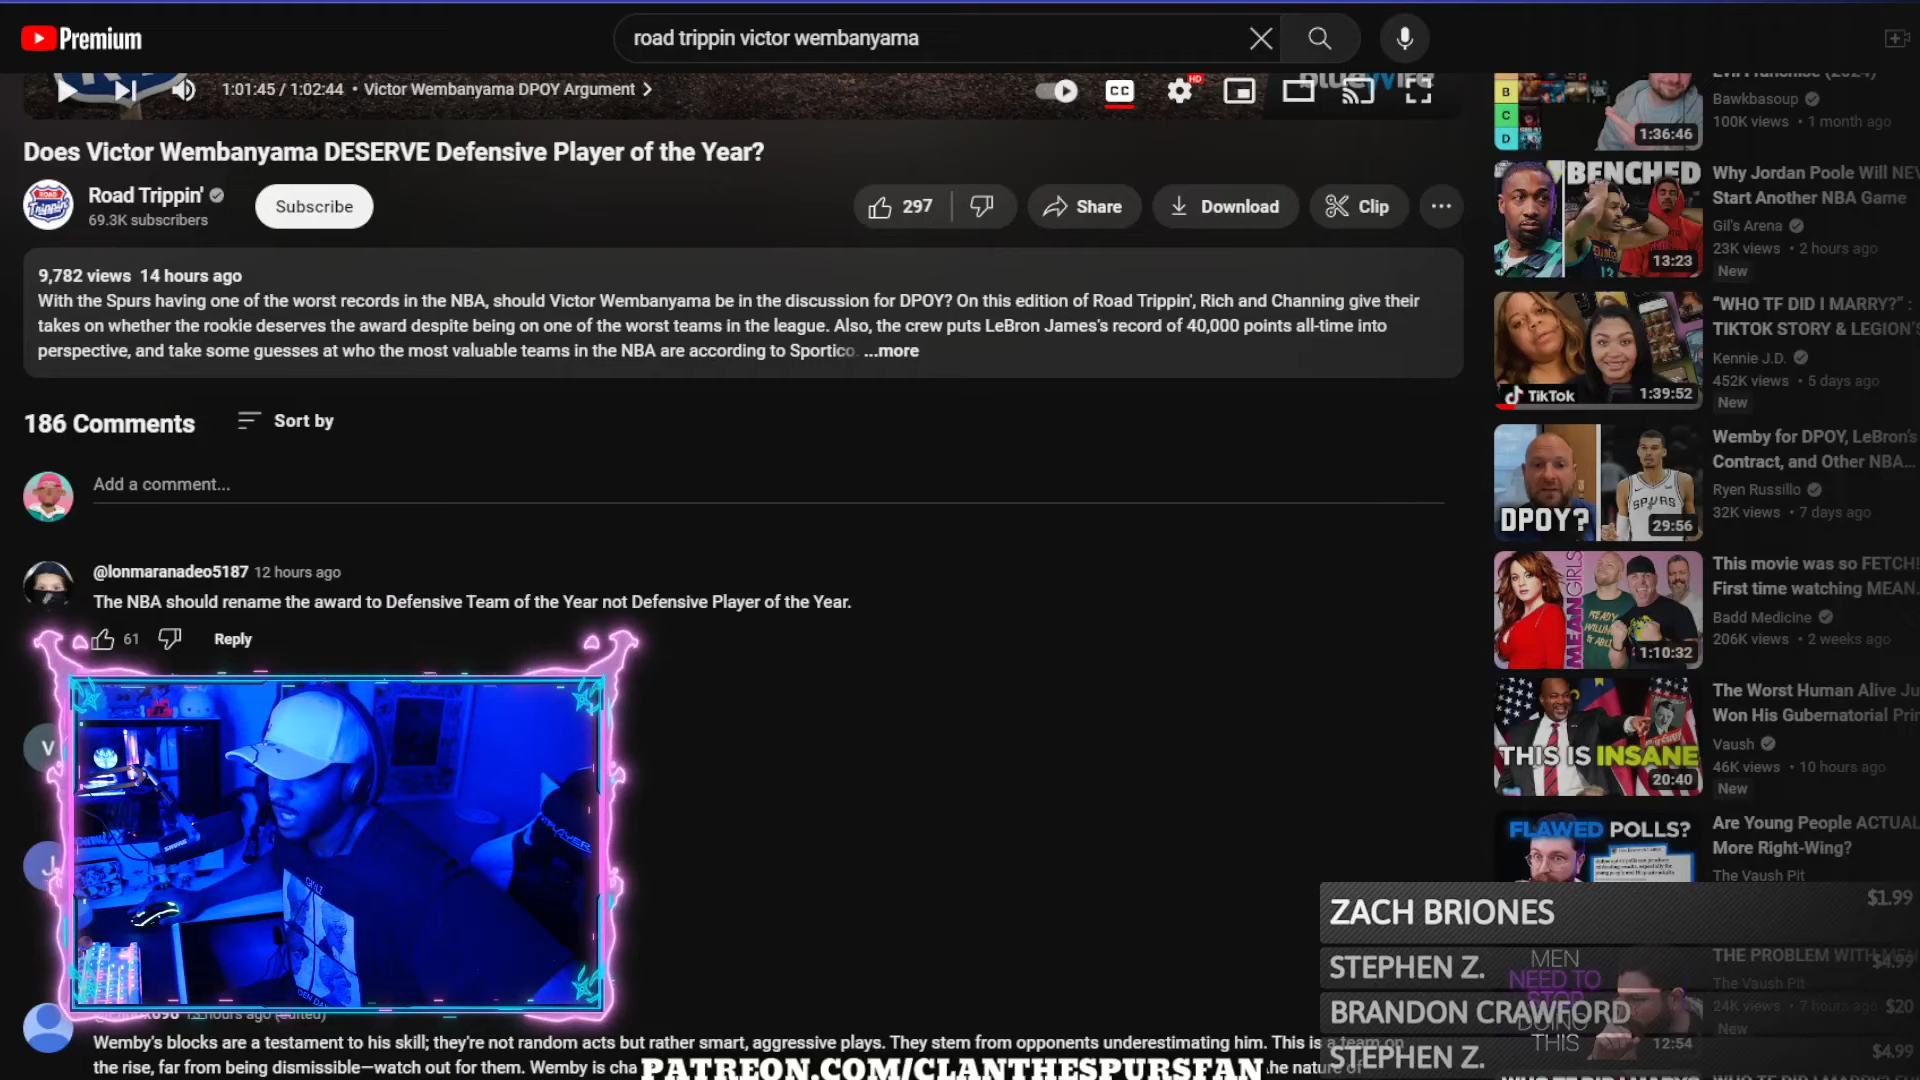 Premium
road trippin victor wembanyama
1:01:45 / 1:02:44 • Victor Wembanyama DPOY Argument
CC
HD
Does Victor Wembanyama DESERVE Defensive Player of the Year?
Road Trippin'
69.3K subscribers
Subscribe
297
Share
Download
Clip
9,782 views 14 hours ago
With the Spurs having one of the worst records in the NBA, should Victor Wembanyama be in the discussion for DPOY? On this edition of Road Trippin', Rich and Channing give their
takes on whether the rookie deserves the award despite being on one of the worst teams in the league. Also, the crew puts LeBron James's record of 40,000 points all-time into
perspective, and take some guesses at who the most valuable teams in the NBA are according to Sportico. ...more
186 Comments
Sort by
Add a comment...
@lonmaranadeo5187 12 hours ago
The NBA should rename the award to Defensive Team of the Year not Defensive Player of the Year.
61
Reply
V
J
SHURE
13 hours ago (edited)
Wemby's blocks are a testament to his skill; they're not random acts but rather smart, aggressive plays. They stem from opponents underestimating him. This is a team on
the rise, far from being dismissible—watch out for them. Wemby is cha
PATREON.COM/CLANTHESPURSFAN
he nature of
B
C
D
1:36:46
Bawkbasoup
100K views • 1 month ago
BENCHED
13:23
Why Jordan Poole Will NEV
Start Another NBA Game
Gil's Arena
23K views • 2 hours ago
New
TikTok
1:39:52
"WHO TF DID I MARRY?" :
TIKTOK STORY & LEGION'S
Kennie J.D.
452K views • 5 days ago
New
DPOY?
SPURS
29:56
Wemby for DPOY, LeBron's
Contract, and Other NBA...
Ryen Russillo
32K views • 7 days ago
MEAN GIRLS
1:10:32
This movie was so FETCH!
First time watching MEAN
Badd Medicine
206K views • 2 weeks ago
THIS IS INSANE
20:40
The Worst Human Alive Ju
Won His Gubernatorial Pri
Vaush
46K views • 10 hours ago
New
FLAWED POLLS?
Are Young People ACTUAL
More Right-Wing?
The Vaush Pit
ZACH BRIONES
$1.99
STEPHEN Z.
$4.99
BRANDON CRAWFORD
$20
STEPHEN Z.
$4.99
MEN
NEED TO
STOP
DOING
THIS
12:54
THE PROBLEM WITH MEN
The Vaush Pit
24K views • 7 hours ago
New